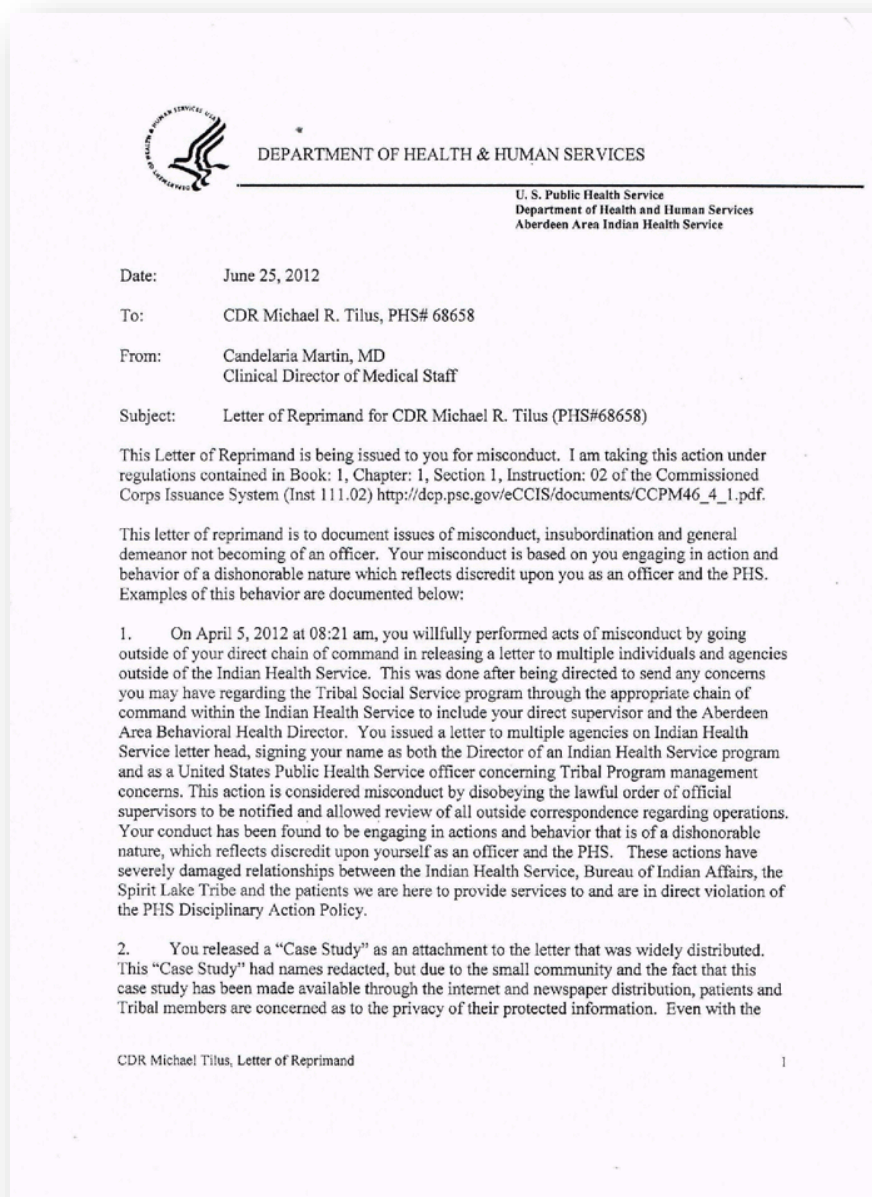 DEPARTMENT OF HEALTH & HUMAN SERVICES USA
DEPARTMENT OF HEALTH & HUMAN SERVICES
U. S. Public Health Service
Department of Health and Human Services
Aberdeen Area Indian Health Service
Date: June 25, 2012
To: CDR Michael R. Tilus, PHS# 68658
From: Candelaria Martin, MD
Clinical Director of Medical Staff
Subject: Letter of Reprimand for CDR Michael R. Tilus (PHS#68658)
This Letter of Reprimand is being issued to you for misconduct. I am taking this action under
regulations contained in Book: 1, Chapter: 1, Section 1, Instruction: 02 of the Commissioned
Corps Issuance System (Inst 111.02) http://dcp.psc.gov/eCCIS/documents/CCPM46_4_1.pdf.
This letter of reprimand is to document issues of misconduct, insubordination and general
demeanor not becoming of an officer. Your misconduct is based on you engaging in action and
behavior of a dishonorable nature which reflects discredit upon you as an officer and the PHS.
Examples of this behavior are documented below:
1. On April 5, 2012 at 08:21 am, you willfully performed acts of misconduct by going
outside of your direct chain of command in releasing a letter to multiple individuals and agencies
outside of the Indian Health Service. This was done after being directed to send any concerns
you may have regarding the Tribal Social Service program through the appropriate chain of
command within the Indian Health Service to include your direct supervisor and the Aberdeen
Area Behavioral Health Director. You issued a letter to multiple agencies on Indian Health
Service letter head, signing your name as both the Director of an Indian Health Service program
and as a United States Public Health Service officer concerning Tribal Program management
concerns. This action is considered misconduct by disobeying the lawful order of official
supervisors to be notified and allowed review of all outside correspondence regarding operations.
Your conduct has been found to be engaging in actions and behavior that is of a dishonorable
nature, which reflects discredit upon yourself as an officer and the PHS. These actions have
severely damaged relationships between the Indian Health Service, Bureau of Indian Affairs, the
Spirit Lake Tribe and the patients we are here to provide services to and are in direct violation of
the PHS Disciplinary Action Policy.
2. You released a “Case Study” as an attachment to the letter that was widely distributed.
This “Case Study” had names redacted, but due to the small community and the fact that this
case study has been made available through the internet and newspaper distribution, patients and
Tribal members are concerned as to the privacy of their protected information. Even with the
CDR Michael Tilus, Letter of Reprimand 1